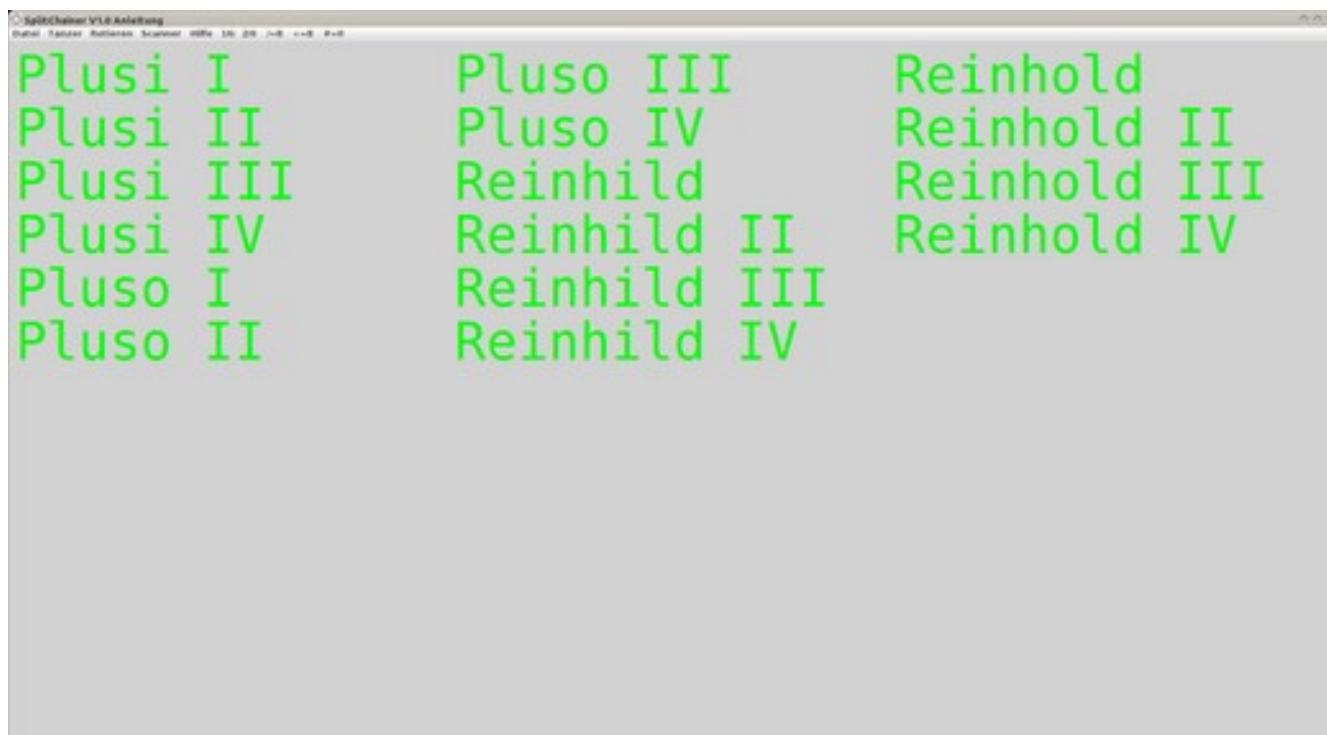 SplitChainer V1.0 Anleitung
Datei Tänzer Rotieren Scanner Hilfe
Plusi I
Plusi II
Plusi III
Plusi IV
Pluso I
Pluso II
Pluso III
Pluso IV
Reinhild
Reinhild II
Reinhild III
Reinhild IV
Reinhold
Reinhold II
Reinhold III
Reinhold IV